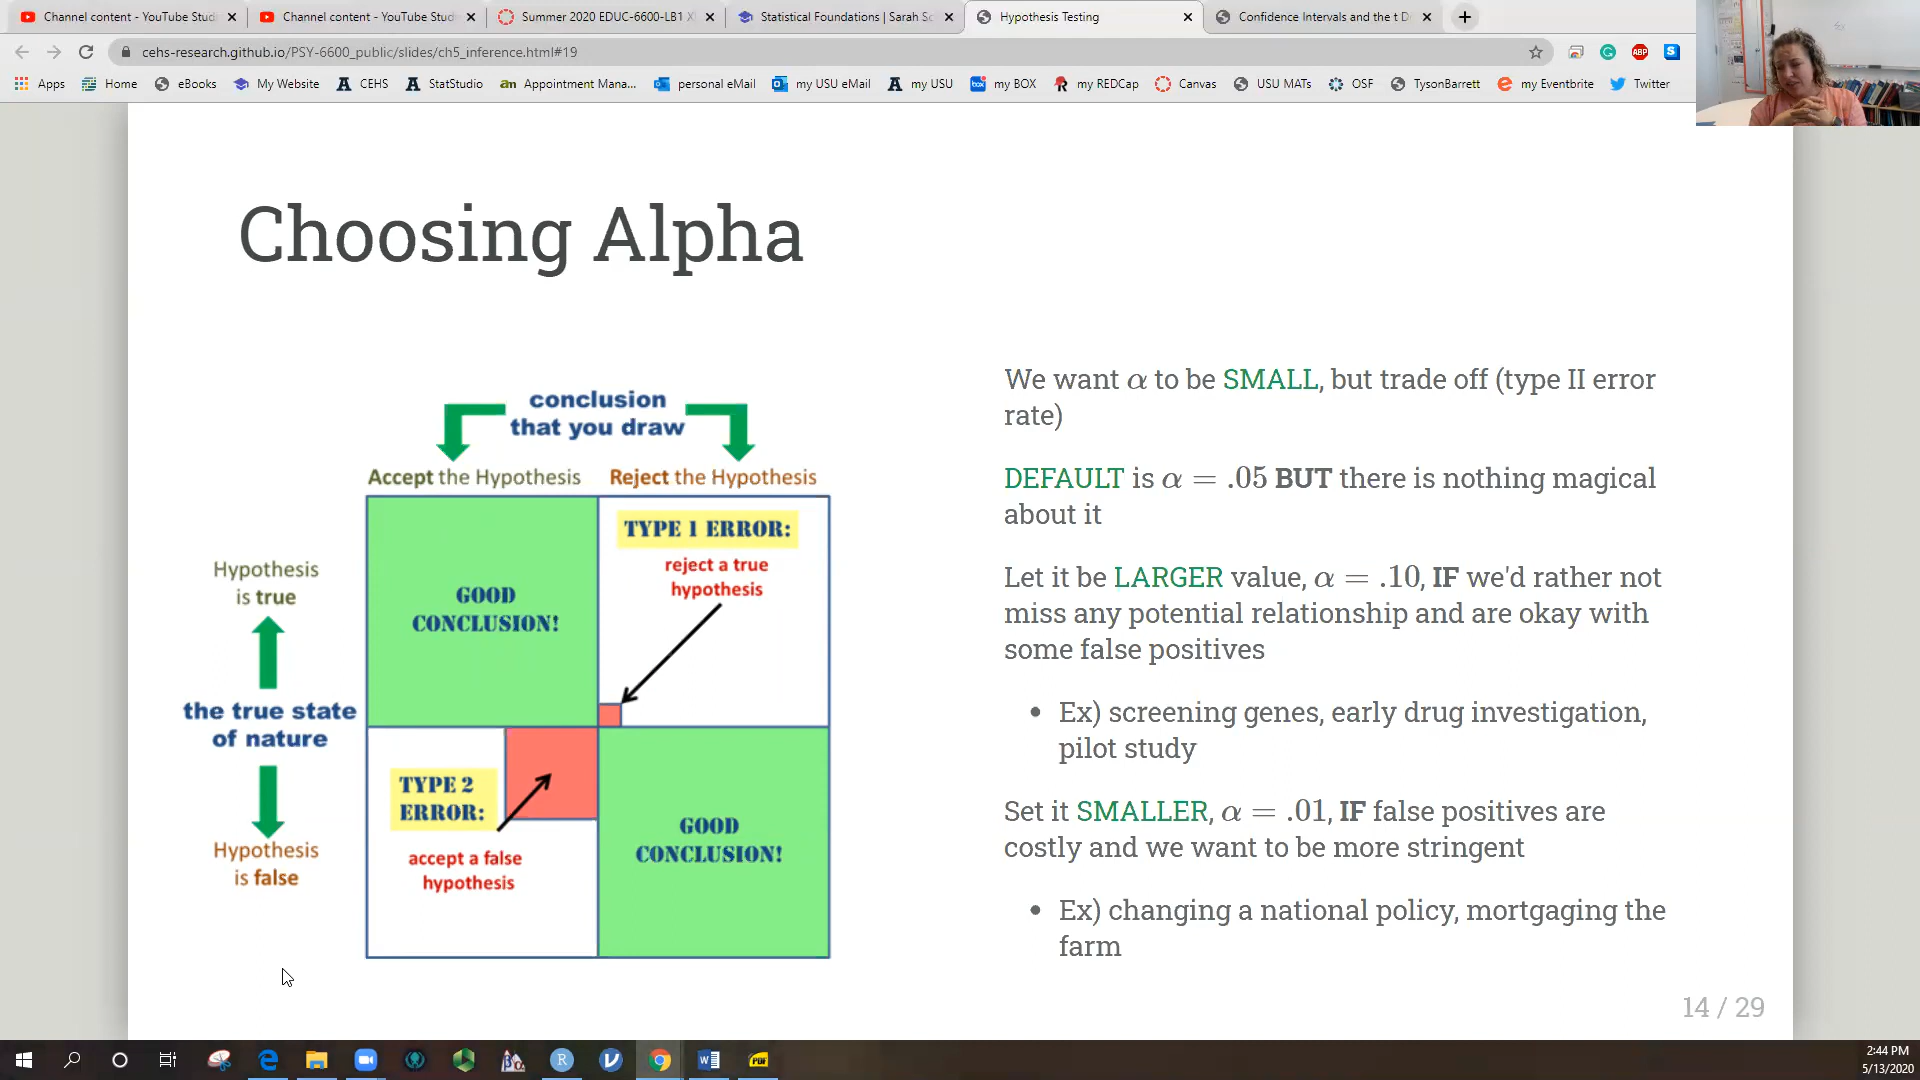 Channel content - YouTube Stud
Channel content - YouTube Stud
Summer 2020 EDUC-6600-LB1 X
Statistical Foundations | Sarah Sc
Hypothesis Testing
Confidence Intervals and the t D
cehs-research.github.io/PSY-6600_public/slides/ch5_inference.html#19
Apps
Home
eBooks
My Website
CEHS
StatStudio
Appointment Mana...
personal eMail
my USU eMail
my USU
my BOX
my REDCap
Canvas
USU MATs
OSF
TysonBarrett
my Eventbrite
Twitter
Choosing Alpha
conclusion
that you draw
Accept the Hypothesis
Reject the Hypothesis
Hypothesis
is true
the true state
of nature
Hypothesis
is false
GOOD
CONCLUSION!
TYPE 1 ERROR:
reject a true
hypothesis
TYPE 2
ERROR:
accept a false
hypothesis
GOOD
CONCLUSION!
We want α to be SMALL, but trade off (type II error
rate)
DEFAULT is α = .05 BUT there is nothing magical
about it
Let it be LARGER value, α = .10, IF we'd rather not
miss any potential relationship and are okay with
some false positives
• Ex) screening genes, early drug investigation,
pilot study
Set it SMALLER, α = .01, IF false positives are
costly and we want to be more stringent
• Ex) changing a national policy, mortgaging the
farm
14 / 29
2:44 PM
5/13/2020